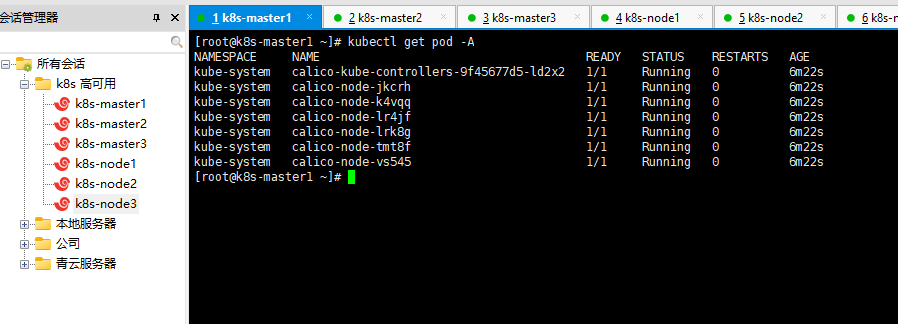 会话管理器
所有会话
k8s 高可用
k8s-master1
k8s-master2
k8s-master3
k8s-node1
k8s-node2
k8s-node3
本地服务器
公司
青云服务器
1 k8s-master1
2 k8s-master2
3 k8s-master3
4 k8s-node1
5 k8s-node2
6 k8s-n
[root@k8s-master1 ~]# kubectl get pod -A
NAMESPACE NAME READY STATUS RESTARTS AGE
kube-system calico-kube-controllers-9f45677d5-ld2x2 1/1 Running 0 6m22s
kube-system calico-node-jkcrh 1/1 Running 0 6m22s
kube-system calico-node-k4vqq 1/1 Running 0 6m22s
kube-system calico-node-lr4jf 1/1 Running 0 6m22s
kube-system calico-node-lrk8g 1/1 Running 0 6m22s
kube-system calico-node-tmt8f 1/1 Running 0 6m22s
kube-system calico-node-vs545 1/1 Running 0 6m22s
[root@k8s-master1 ~]#